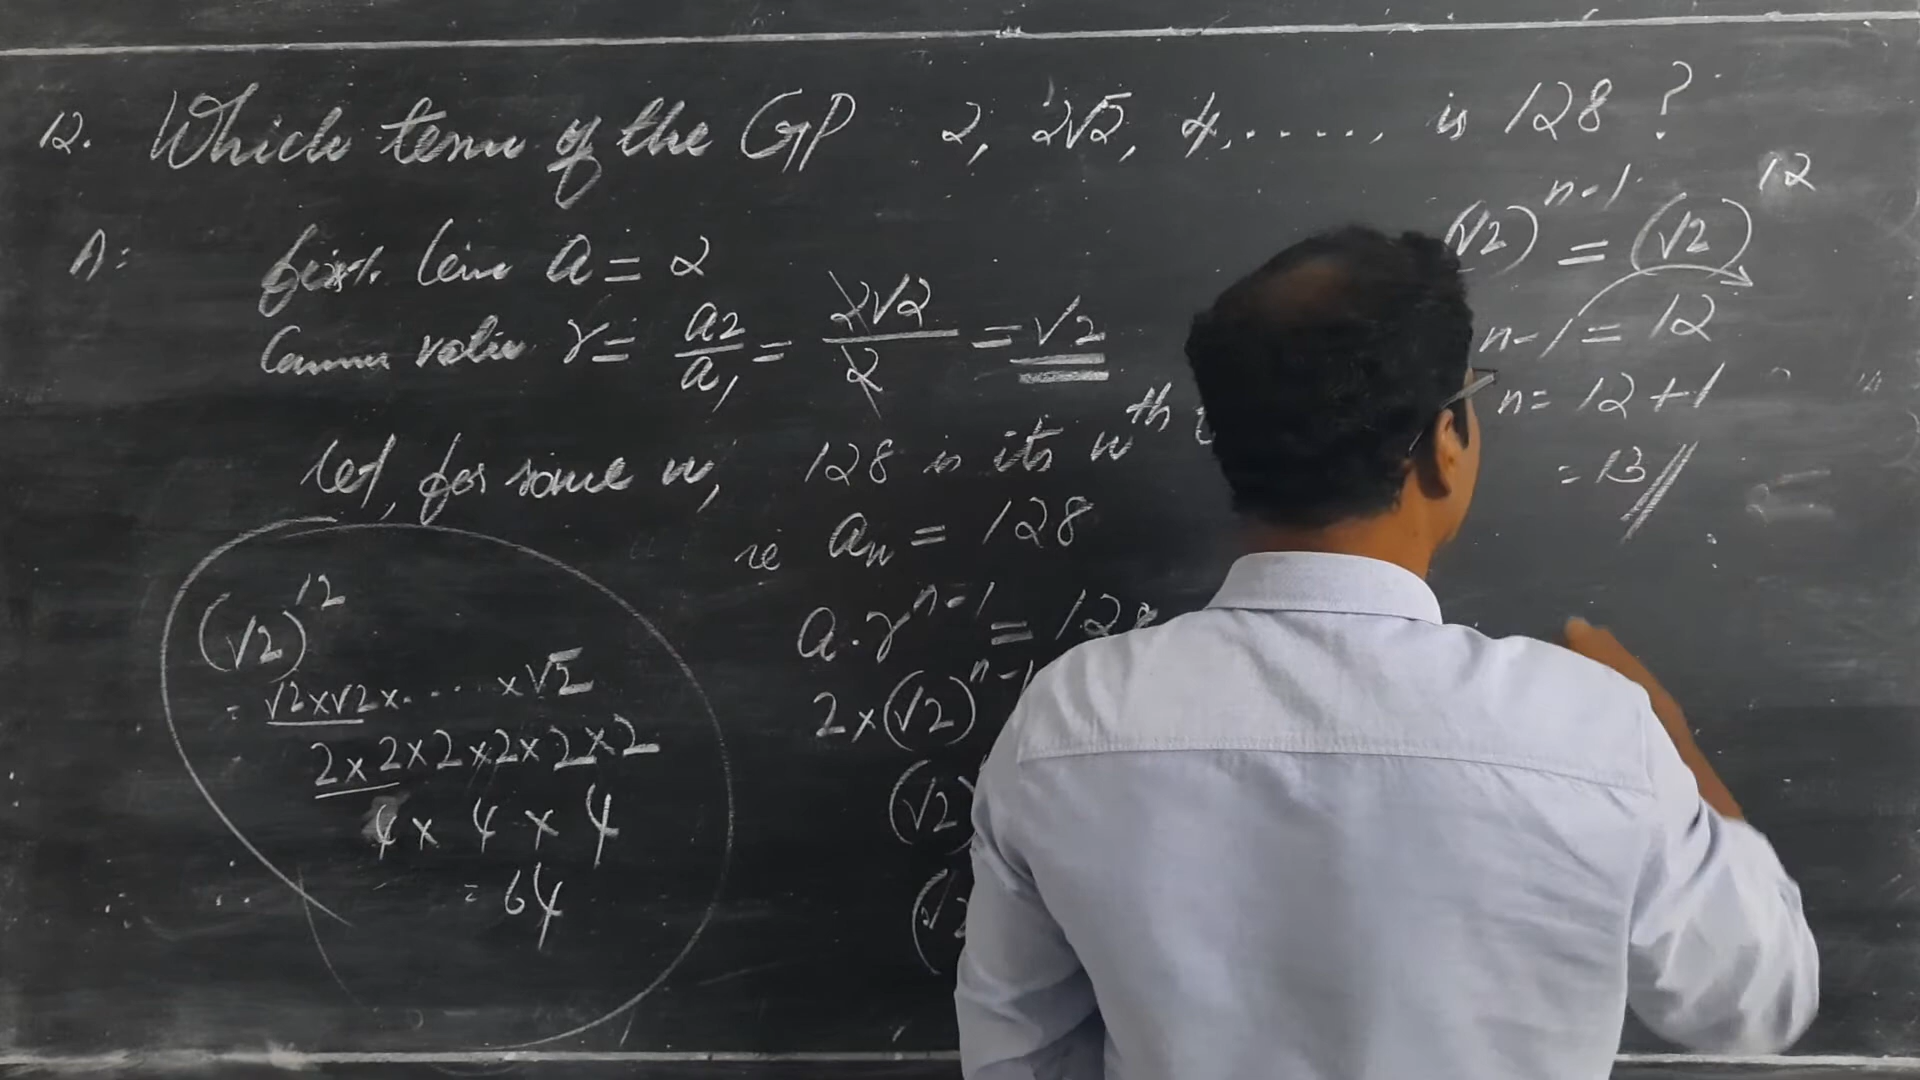 12. Which term of the GP 2, 2√2, 4, ....., is 128 ?
A: first term a = 2
Common ratio r = a2/a1 = 2√2/2 = √2
let, for some n, 128 is its nth
ie an = 128
a.r^n-1 = 128
2×(√2)^n-1
(√2)
(√2
(√2)^12
= √2×√2×.... ×√2
2×2×2×2×2×2
4× 4 × 4
= 64
(√2)^n-1 = (√2)^12
n-1 = 12
n= 12+1
= 13//